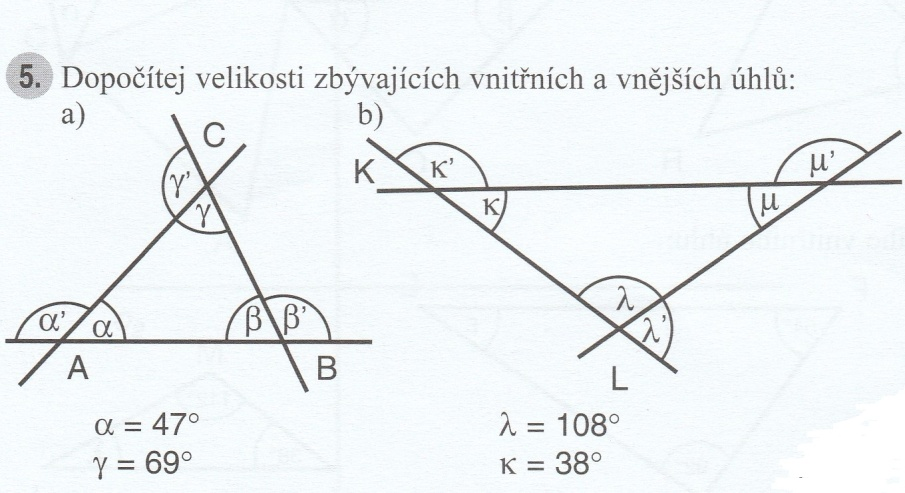 5. Dopočítej velikosti zbývajících vnitřních a vnějších úhlů:
a) b)
C
K κ' μ'
γ' γ κ μ
α' α β β' λ λ'
A B L
α = 47° λ = 108°
γ = 69° κ = 38°